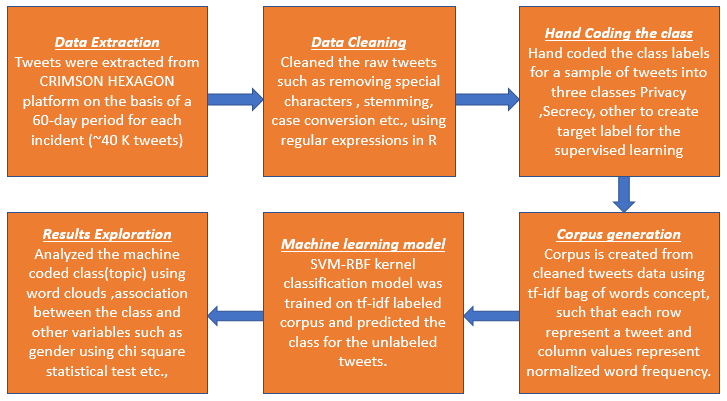 Data Extraction
Tweets were extracted from
CRIMSON HEXAGON
platform on the basis of a
60-day period for each
incident (~40 K tweets)
Data Cleaning
Cleaned the raw tweets
such as removing special
characters , stemming,
case conversion etc., using
regular expressions in R
Hand Coding the class
Hand coded the class labels
for a sample of tweets into
three classes Privacy
,Secrecy, other to create
target label for the
supervised learning
Corpus generation
Corpus is created from
cleaned tweets data using
tf-idf bag of words concept,
such that each row
represent a tweet and
column values represent
normalized word frequency.
Machine learning model
SVM-RBF kernel
classification model was
trained on tf-idf labeled
corpus and predicted the
class for the unlabeled
tweets.
Results Exploration
Analyzed the machine
coded class(topic) using
word clouds ,association
between the class and
other variables such as
gender using chi square
statistical test etc.,